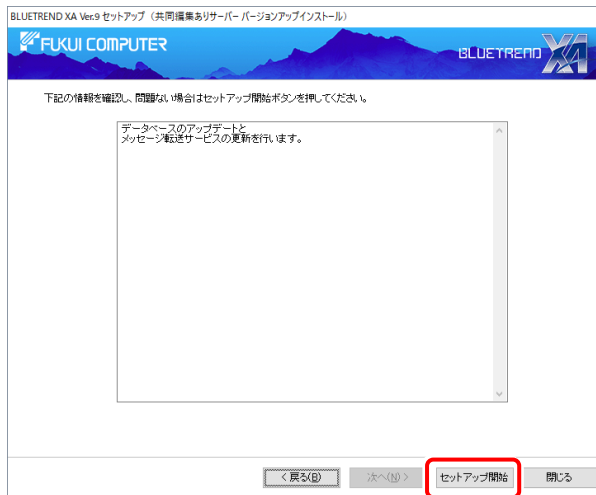 BLUETREND XA Ver.9 セットアップ（共同編集ありサーバー バージョンアップインストール）
FUKUI COMPUTER
BLUETREND XA
下記の情報を確認し、問題ない場合はセットアップ開始ボタンを押してください。
データベースのアップデートと
メッセージ転送サービスの更新を行います。
< 戻る(B)
次へ(N) >
セットアップ開始
閉じる